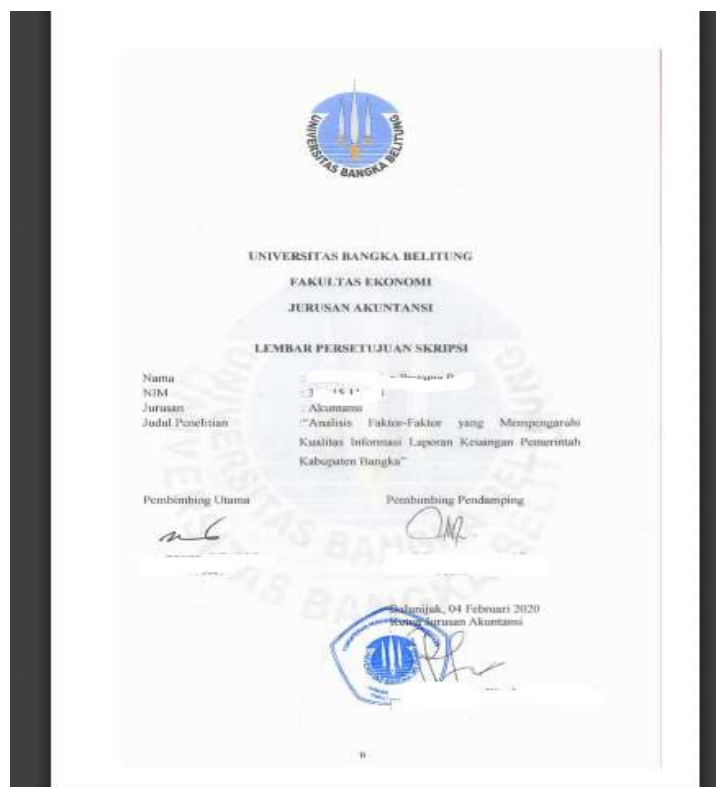 UNIVERSITAS BANGKA BELITUNG
UNIVERSITAS BANGKA BELITUNG
FAKULTAS EKONOMI
JURUSAN AKUNTANSI
LEMBAR PERSETUJUAN SKRIPSI
Nama :
NIM :
Jurusan : Akuntansi
Judul Penelitian :"Analisis Faktor-Faktor yang Mempengaruhi
Kualitas Informasi Laporan Keuangan Pemerintah
Kabupaten Bangka"
Pembimbing Utama Pembimbing Pendamping
Balunijuk, 04 Februari 2020
Ketua Jurusan Akuntansi
ii